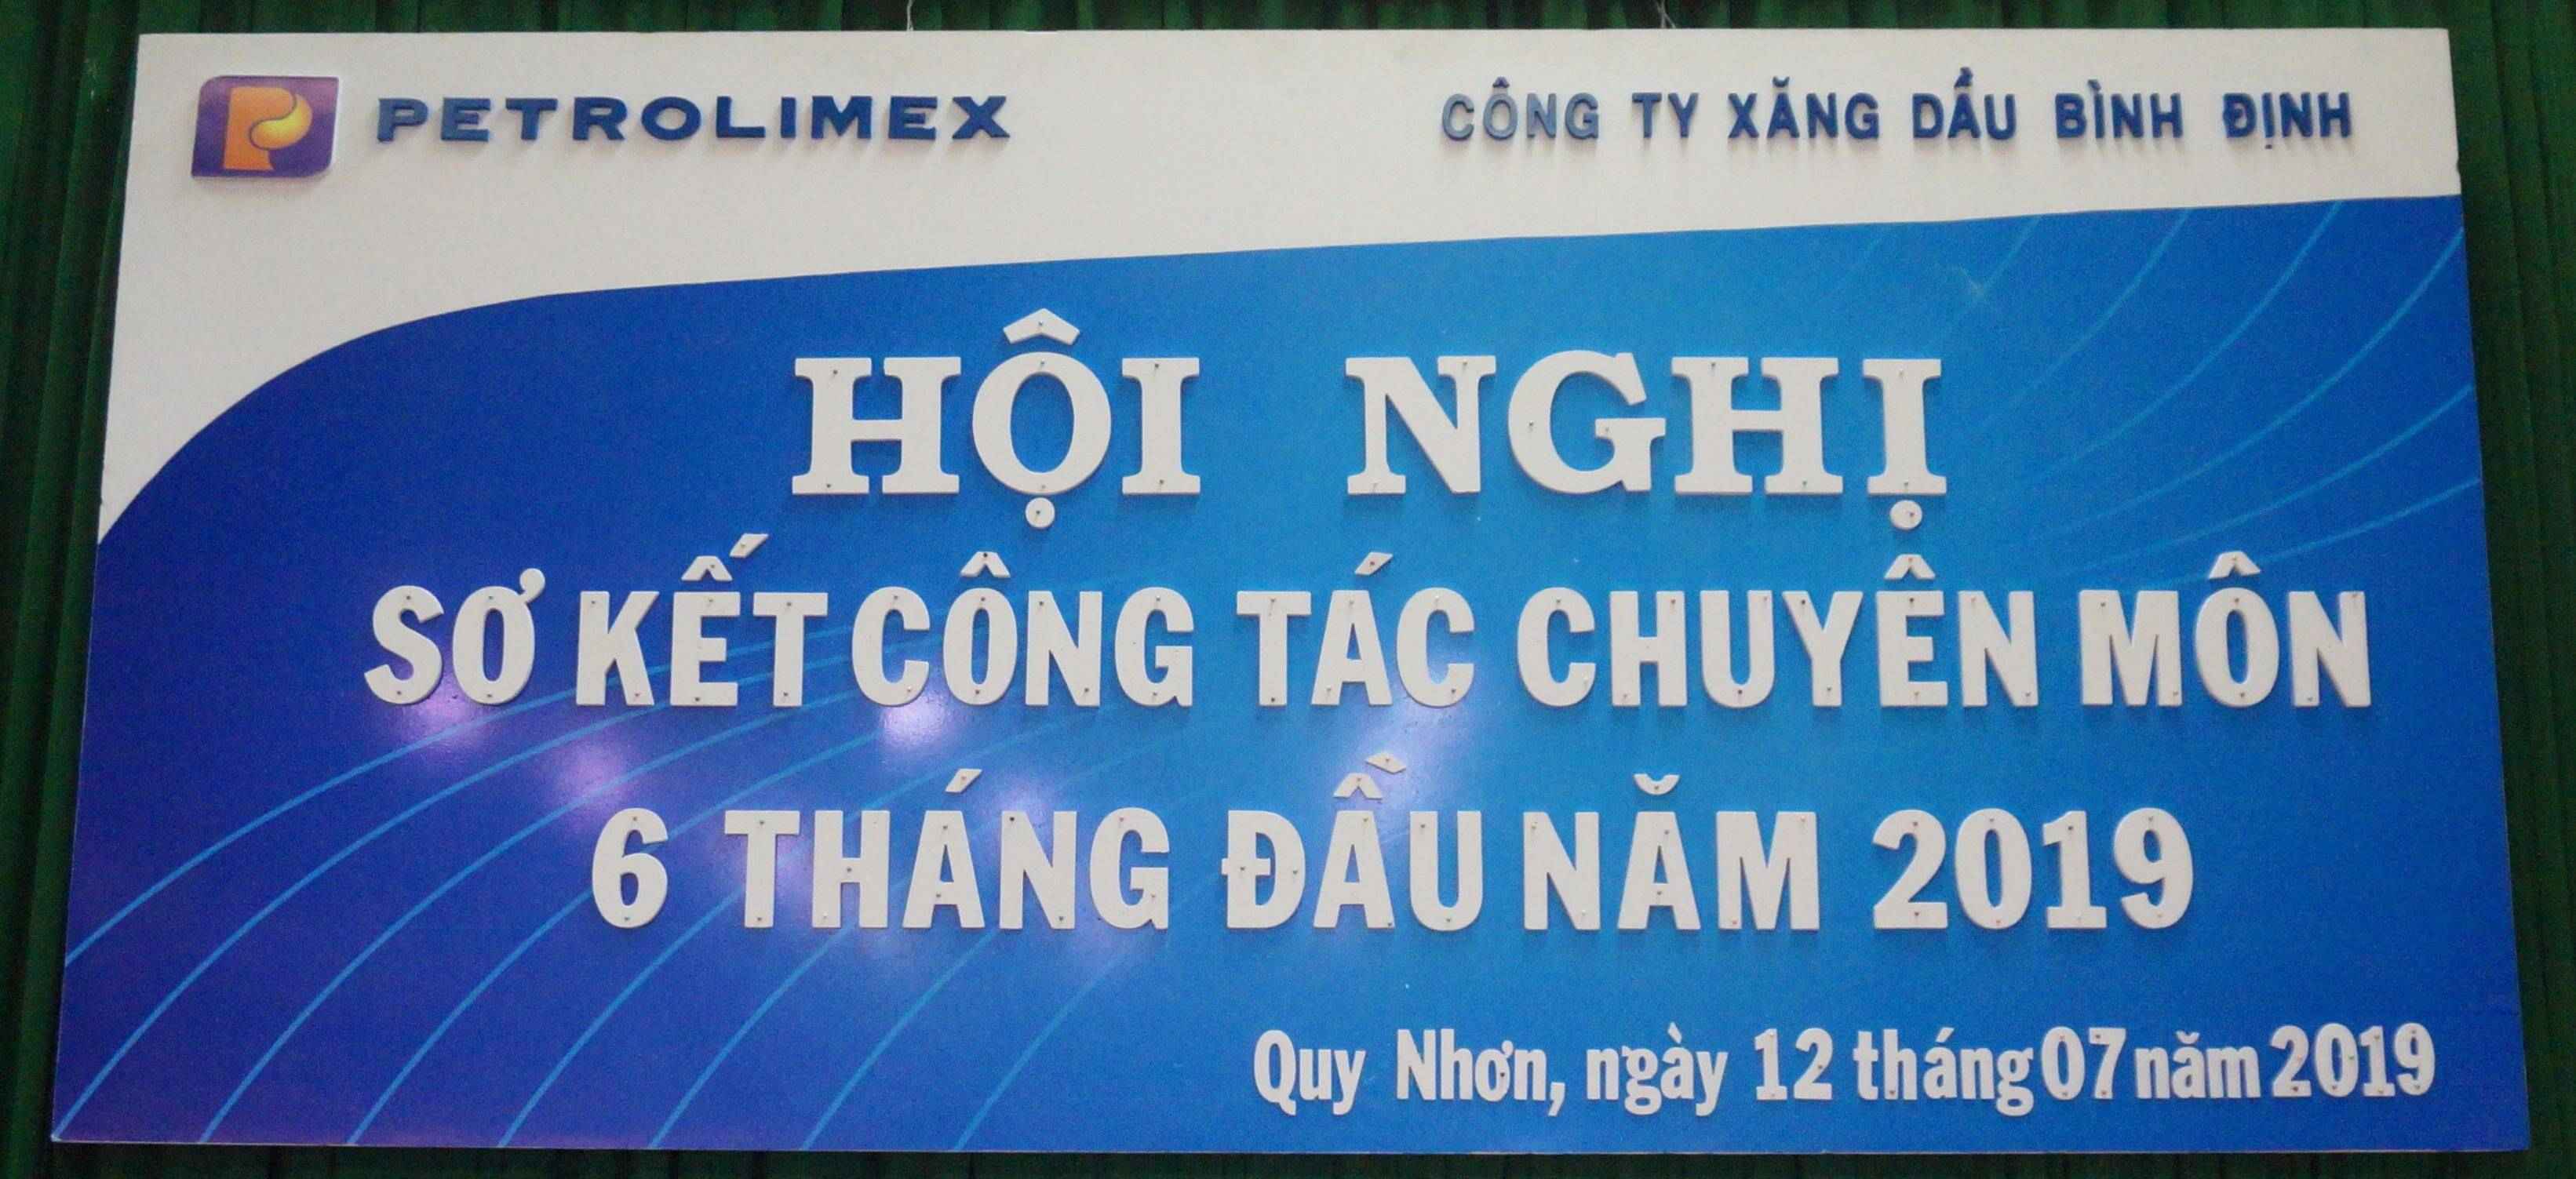 PETROLIMEX
CÔNG TY XĂNG DẦU BÌNH ĐỊNH
HỘI NGHỊ
SƠ KẾT CÔNG TÁC CHUYÊN MÔN
6 THÁNG ĐẦU NĂM 2019
Quy Nhơn, ngày 12 tháng 07 năm 2019